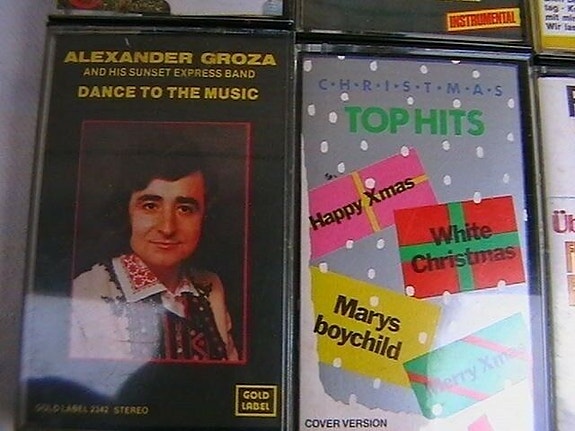 INSTRUMENTAL
ALEXANDER GROZA
AND HIS SUNSET EXPRESS BAND
DANCE TO THE MUSIC
GOLD LABEL 2342 STEREO
GOLD
LABEL
C·H·R·I·S·T·M·A·S
TOP HITS
Happy Xmas
White
Christmas
Marys
boychild
Merry Xmas
COVER VERSION